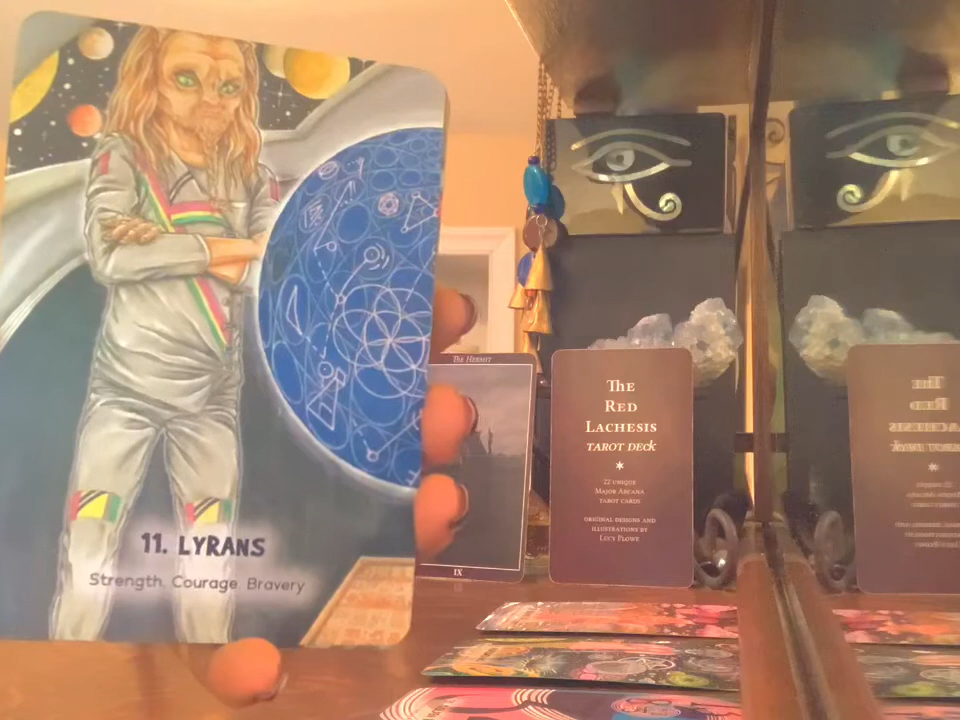 11. LYRANS
Strength. Courage. Bravery
The Hermit
IX
The
Red
Lachesis
tarot deck
22 unique
Major Arcana
tarot cards
original designs and
illustrations by
Lucy Plowe